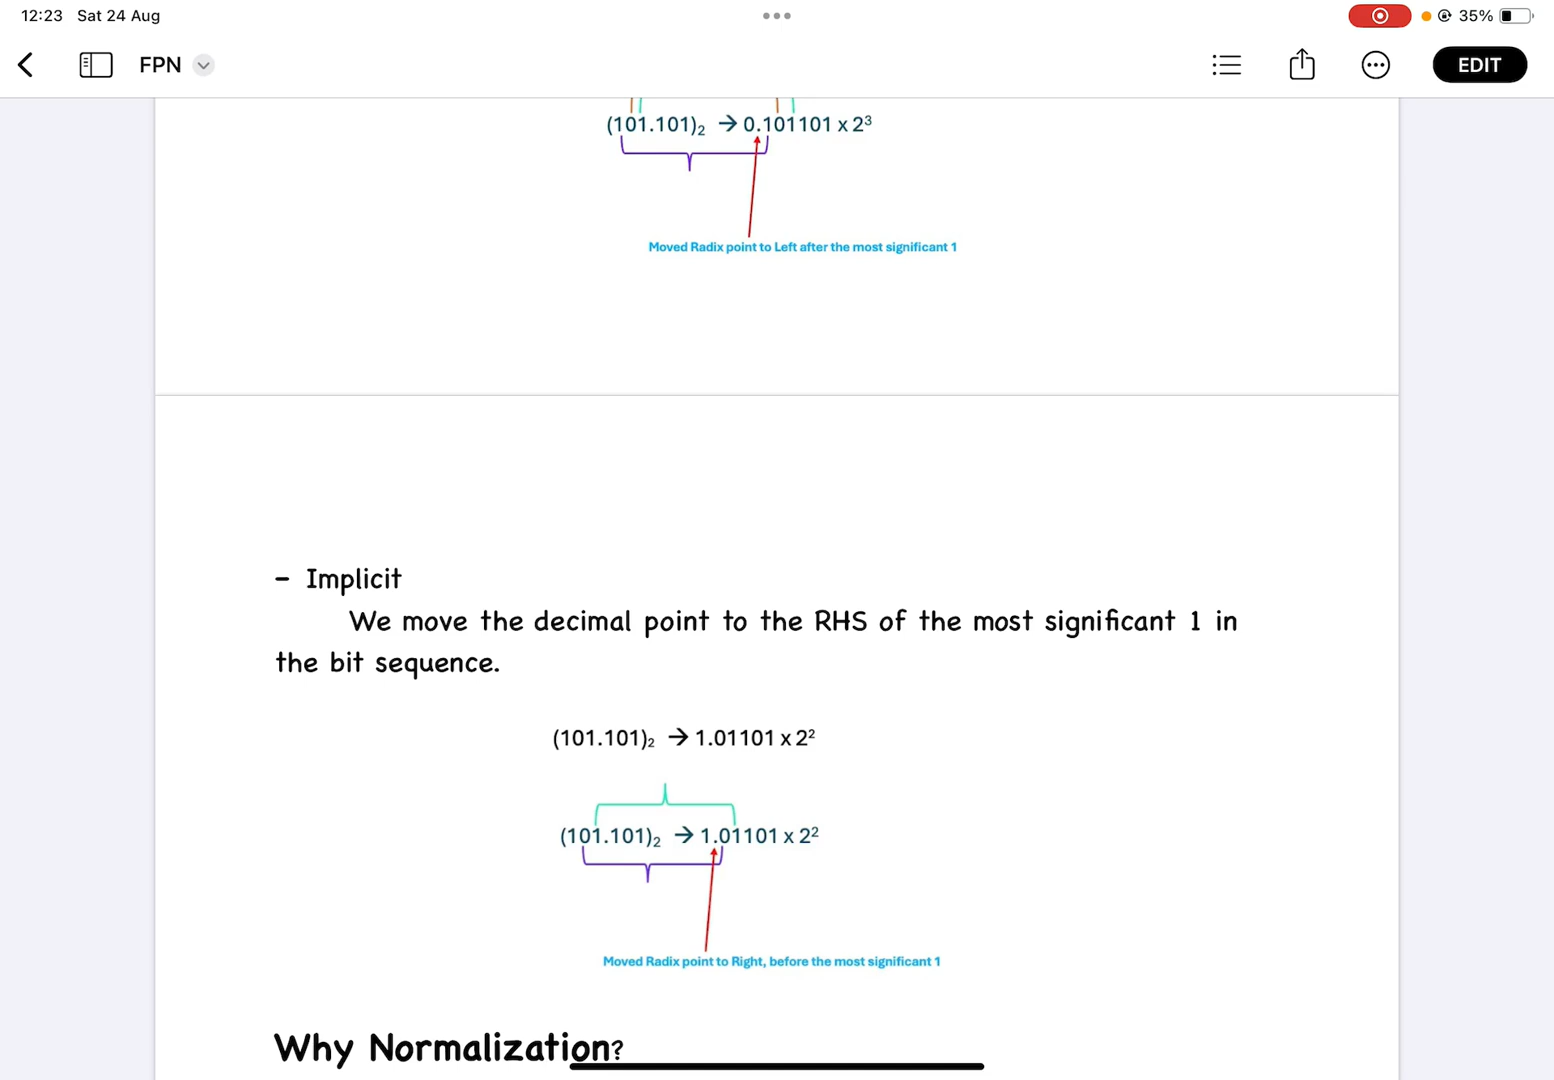 12:23 Sat 24 Aug
35%
FPN
EDIT
(101.101)₂ → 0.101101 x 2³
Moved Radix point to Left after the most significant 1
- Implicit
We move the decimal point to the RHS of the most significant 1 in
the bit sequence.
(101.101)₂ → 1.01101 x 2²
(101.101)₂ → 1.01101 x 2²
Moved Radix point to Right, before the most significant 1
Why Normalization?